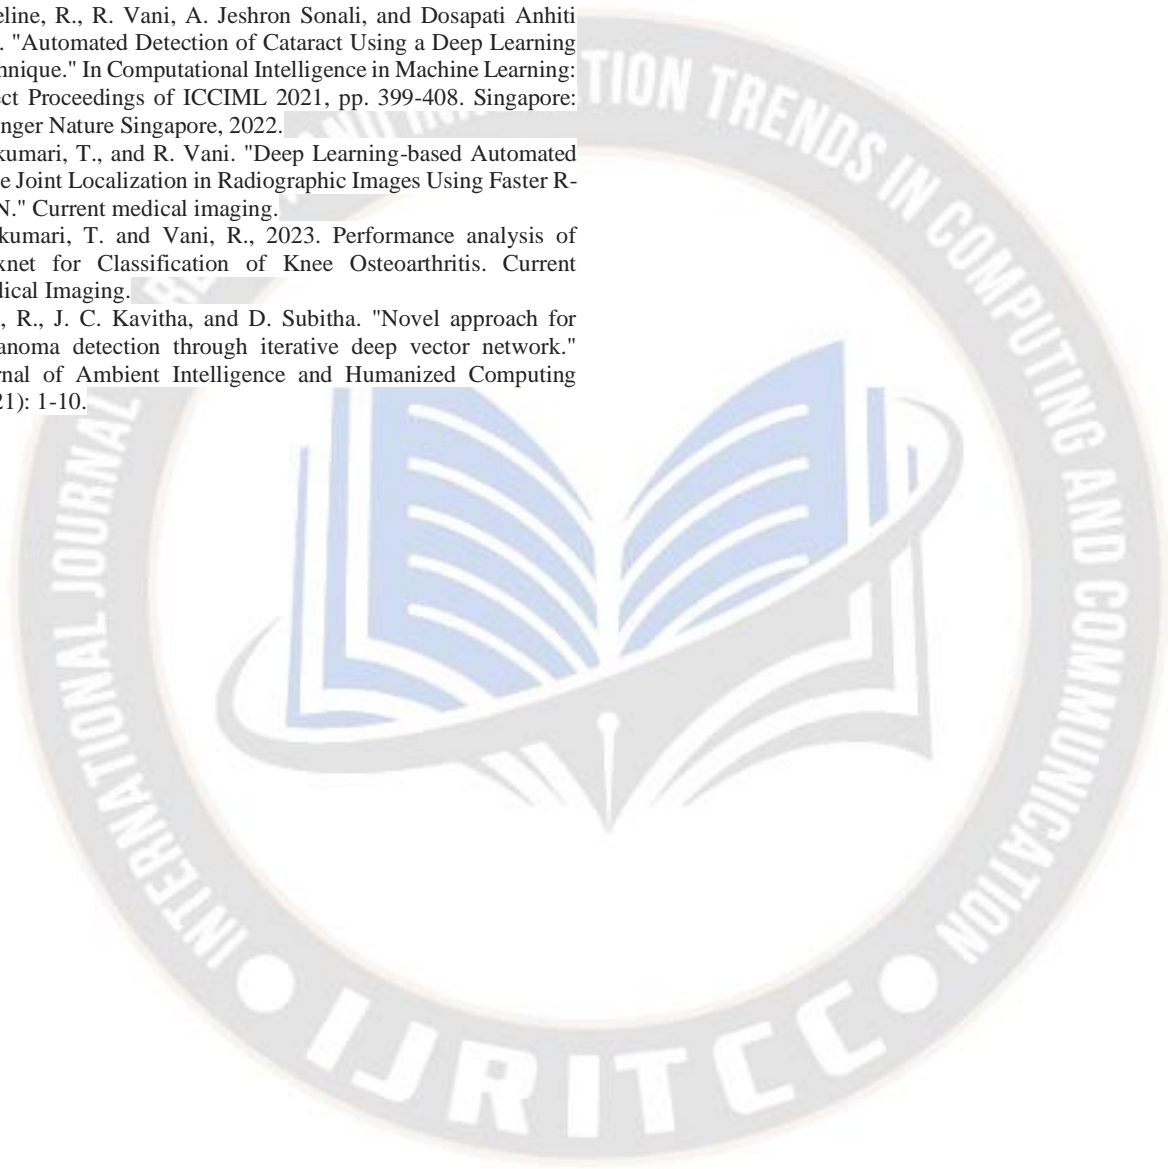 eline, R., R. Vani, A. Jeshron Sonali, and Dosapati Anhiti
. "Automated Detection of Cataract Using a Deep Learning
hnique." In Computational Intelligence in Machine Learning:
ect Proceedings of ICCIML 2021, pp. 399-408. Singapore:
nger Nature Singapore, 2022.
kumari, T., and R. Vani. "Deep Learning-based Automated
e Joint Localization in Radiographic Images Using Faster R-
N." Current medical imaging.
kumari, T. and Vani, R., 2023. Performance analysis of
xnet for Classification of Knee Osteoarthritis. Current
dical Imaging.
, R., J. C. Kavitha, and D. Subitha. "Novel approach for
anoma detection through iterative deep vector network."
rnal of Ambient Intelligence and Humanized Computing
21): 1-10.
INTERNATIONAL JOURNAL
AND
TION TRENDS IN COMPUTING AND COMMUNICATION
IJRITCC